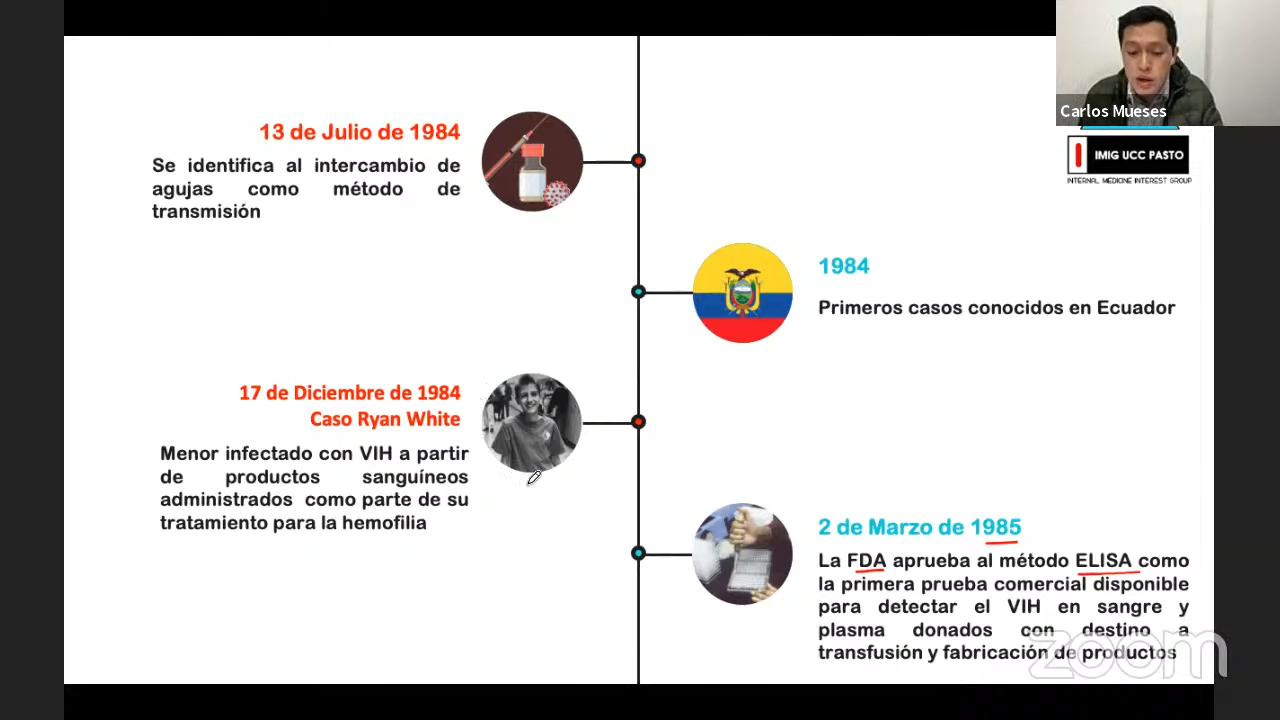 Carlos Mueses
IMIG UCC PASTO
INTERNAL MEDICINE INTEREST GROUP
13 de Julio de 1984
Se identifica al intercambio de
agujas como método de
transmisión
1984
Primeros casos conocidos en Ecuador
17 de Diciembre de 1984
Caso Ryan White
Menor infectado con VIH a partir
de productos sanguíneos
administrados como parte de su
tratamiento para la hemofilia
2 de Marzo de 1985
La FDA aprueba al método ELISA como
la primera prueba comercial disponible
para detectar el VIH en sangre y
plasma donados con destino a
transfusión y fabricación de productos
zoom